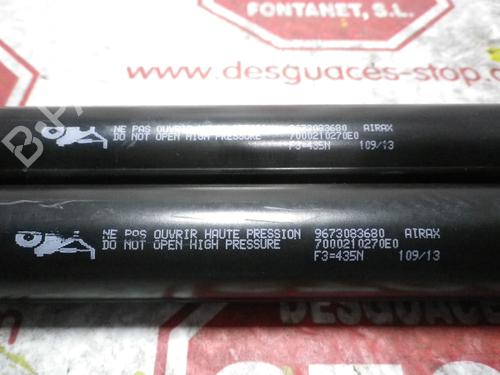 FONTANET, S.L.
www.desguaces-stop.com
NE PAS OUVRIR HAUTE PRESSION 9673083680 AIRAX
DO NOT OPEN HIGH PRESSURE 7000210270E0
F3=435N 109/13
NE PAS OUVRIR HAUTE PRESSION 9673083680 AIRAX
DO NOT OPEN HIGH PRESSURE 7000210270E0
F3=435N 109/13